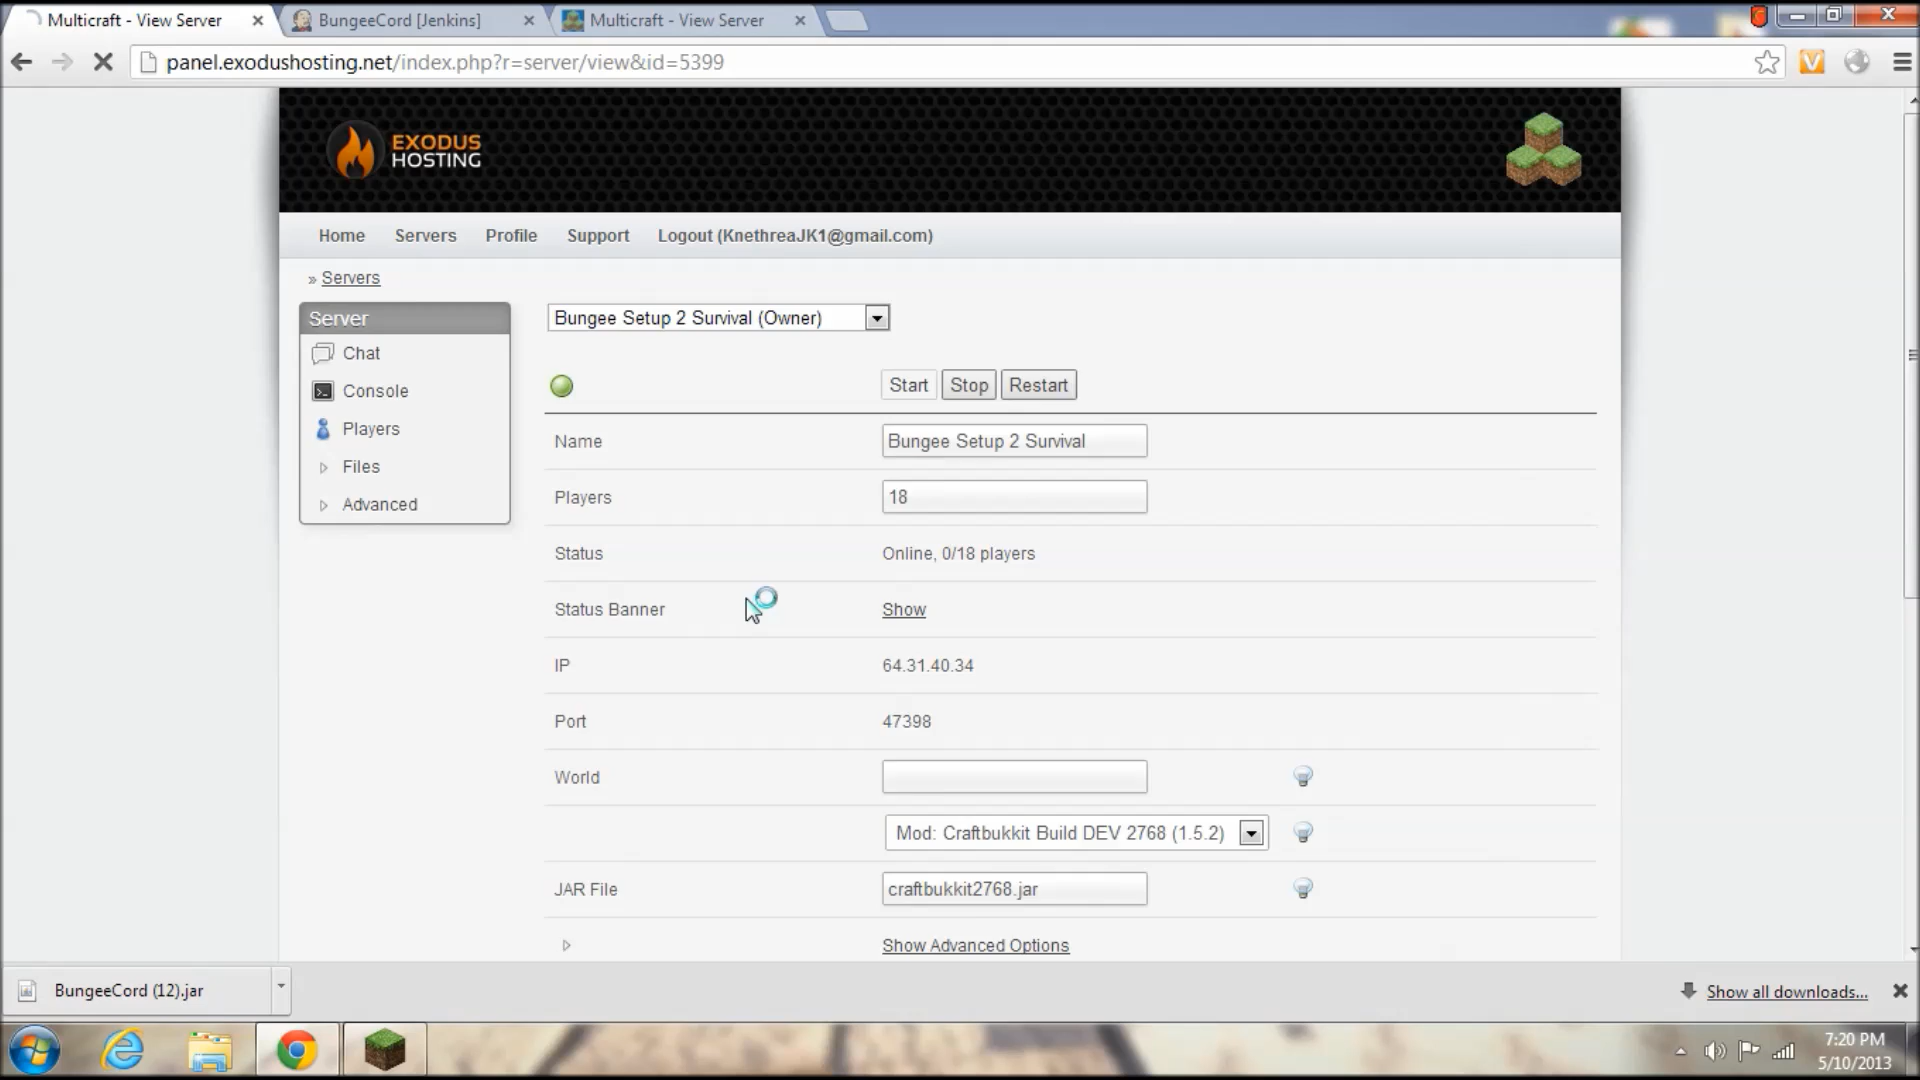 Multicraft - View Server
BungeeCord [Jenkins]
Multicraft - View Server
panel.exodushosting.net/index.php?r=server/view&id=5399
EXODUS
HOSTING
Home Servers Profile Support Logout (KnethreaJK1@gmail.com)
» Servers
Server
Chat
Console
Players
Files
Advanced
Bungee Setup 2 Survival (Owner)
Start Stop Restart
Name Bungee Setup 2 Survival
Players 18
Status Online, 0/18 players
Status Banner Show
IP 64.31.40.34
Port 47398
World
Mod: Craftbukkit Build DEV 2768 (1.5.2)
JAR File craftbukkit2768.jar
Show Advanced Options
BungeeCord (12).jar
Show all downloads...
7:20 PM
5/10/2013